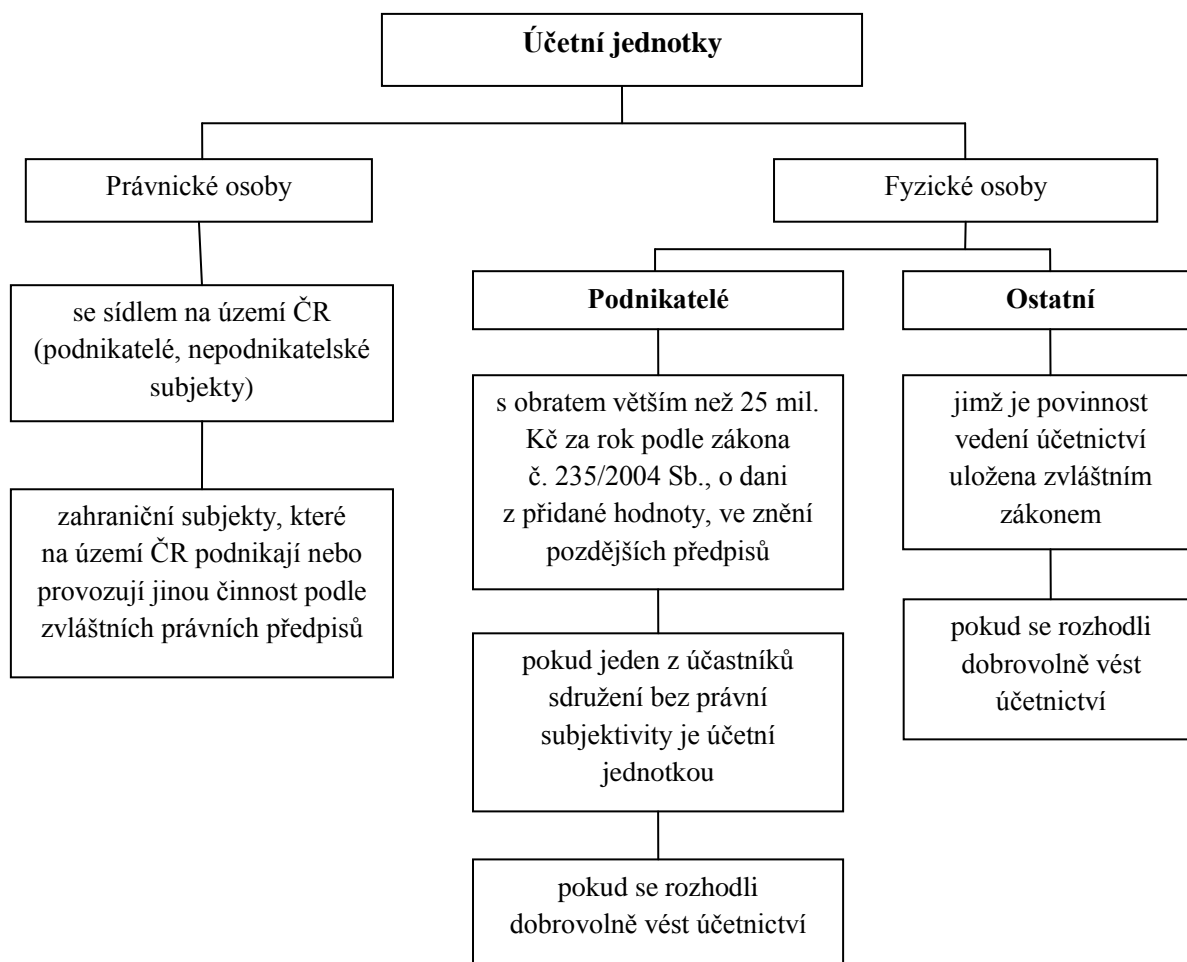 Účetní jednotky
Právnické osoby
Fyzické osoby
se sídlem na území ČR
(podnikatelé, nepodnikatelské
subjekty)
zahraniční subjekty, které
na území ČR podnikají nebo
provozují jinou činnost podle
zvláštních právních předpisů
Podnikatelé
s obratem větším než 25 mil.
Kč za rok podle zákona
č. 235/2004 Sb., o dani
z přidané hodnoty, ve znění
pozdějších předpisů
pokud jeden z účastníků
sdružení bez právní
subjektivity je účetní
jednotkou
pokud se rozhodli
dobrovolně vést účetnictví
Ostatní
jimž je povinnost
vedení účetnictví
uložena zvláštním
zákonem
pokud se rozhodli
dobrovolně vést
účetnictví